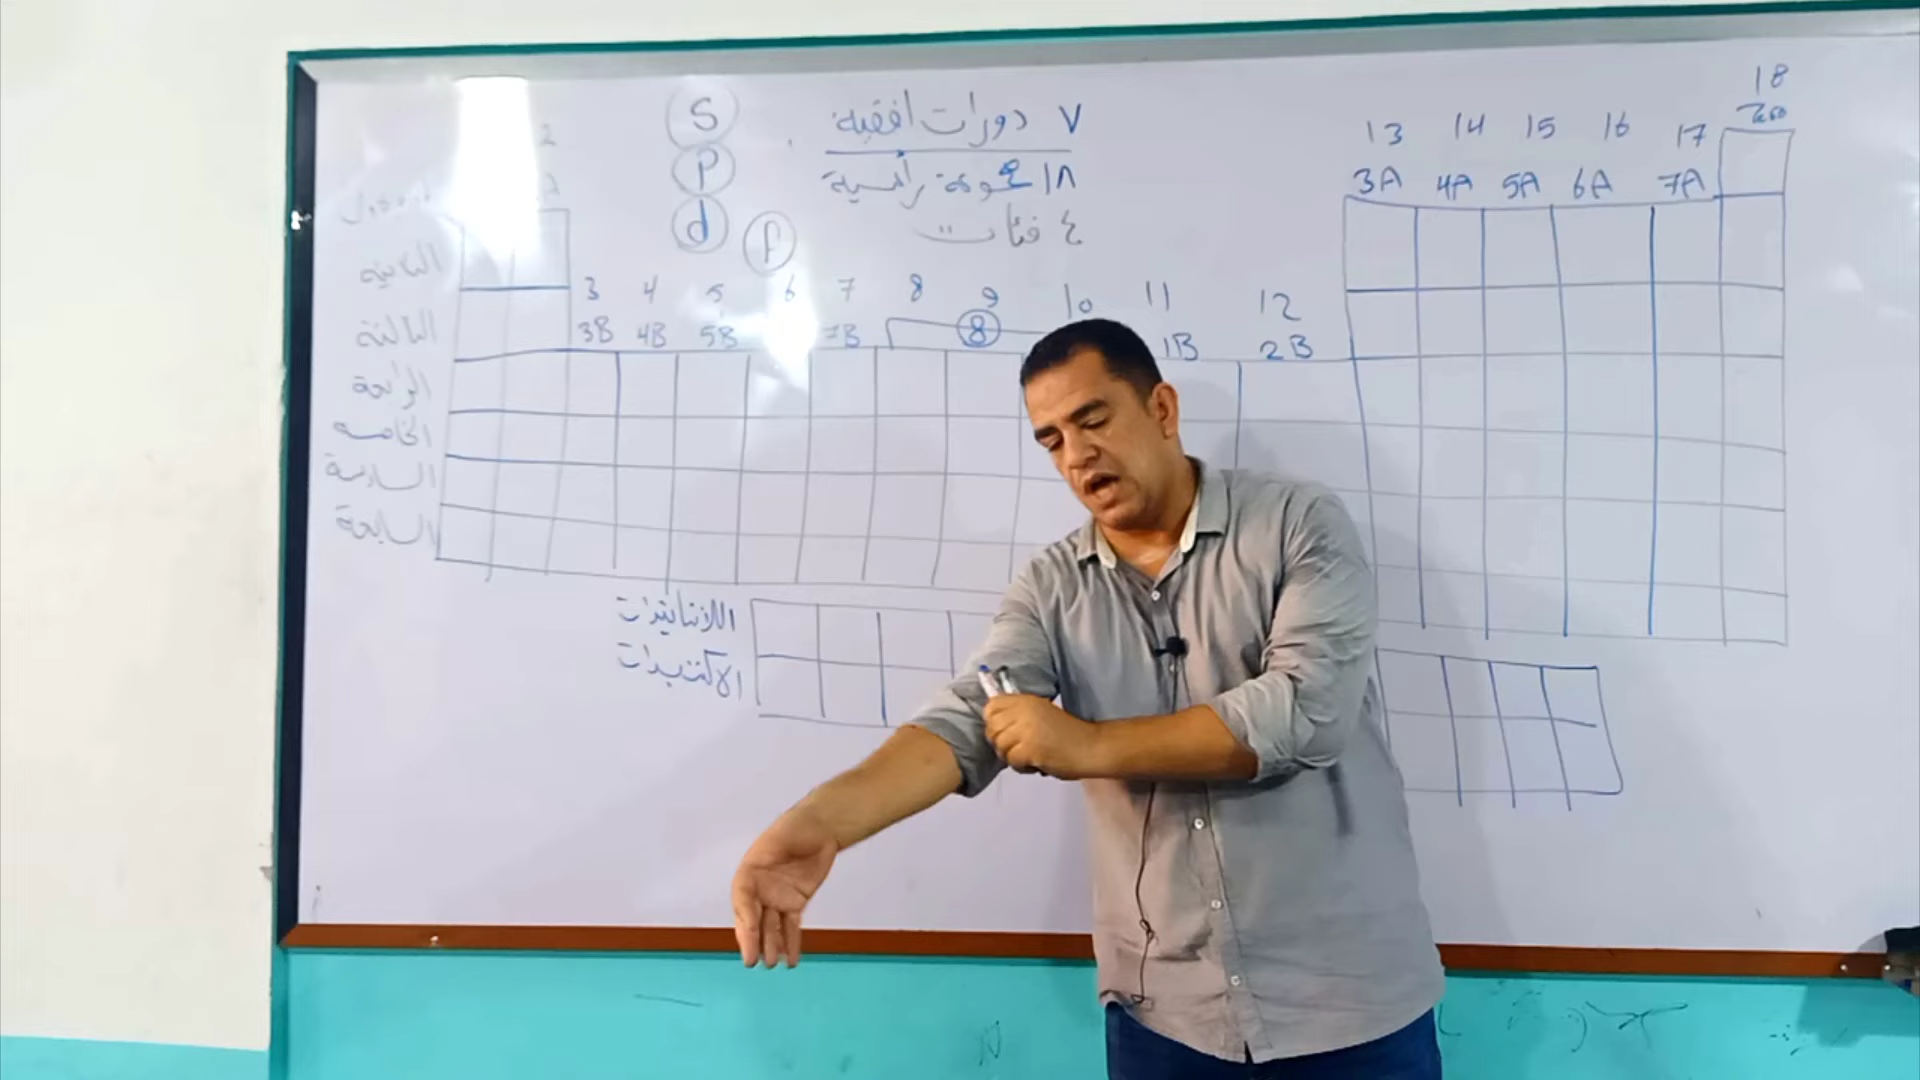 ٧ دورات أفقية
١٨ مجموعة رأسية
٤ فئات
S
P
d
f
2
18
13 14 15 16 17
3A 4A 5A 6A 7A
3 4 5 6 7 8 9 10 11 12
3B 4B 5B 7B 8 1B 2B
الثانية
الثالثة
الرابعة
الخامسة
السادسة
السابعة
اللانثانيدات
الاكتنيدات